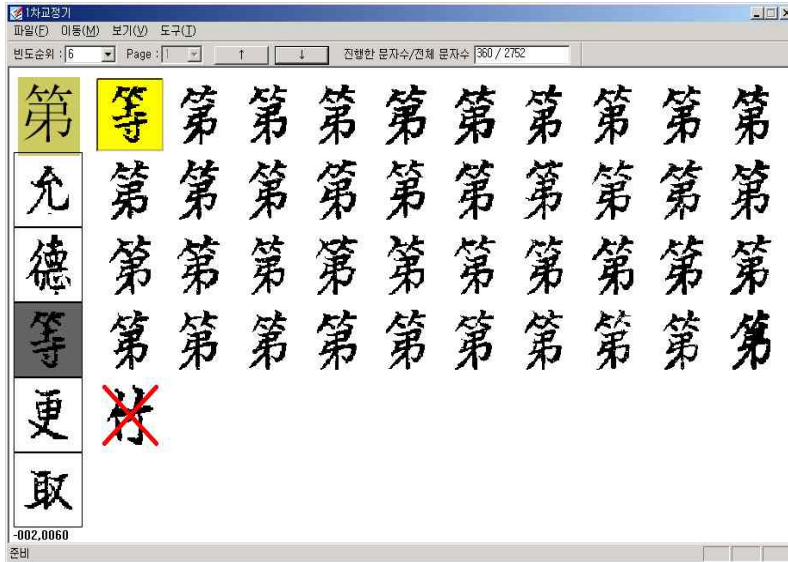 1차교정기
파일(F) 이동(M) 보기(V) 도구(T)
빈도순위 : 6 Page : 1 ↑ ↓ 진행한 문자수/전체 문자수 360 / 2752
第 等 第 第 第 第 第 第 第 第 第
允 第 第 第 第 第 第 第 第 第 第
德 第 第 第 第 第 第 第 第 第 第
等 第 第 第 第 第 第 第 第 第 第
更 竹
取
-002,0060
준비